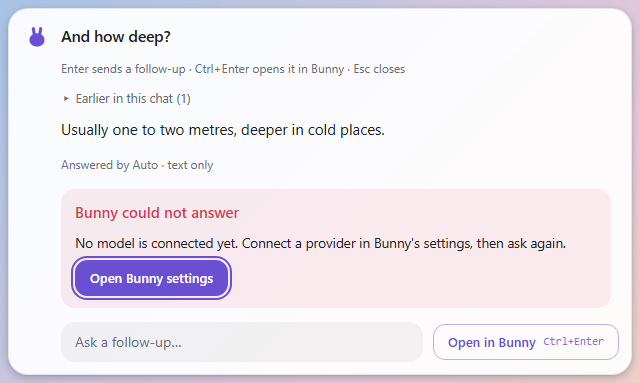 And how deep?
Enter sends a follow-up · Ctrl+Enter opens it in Bunny · Esc closes
▸ Earlier in this chat (1)
Usually one to two metres, deeper in cold places.
Answered by Auto · text only
Bunny could not answer
No model is connected yet. Connect a provider in Bunny's settings, then ask again.
Open Bunny settings
Ask a follow-up...
Open in Bunny Ctrl+Enter